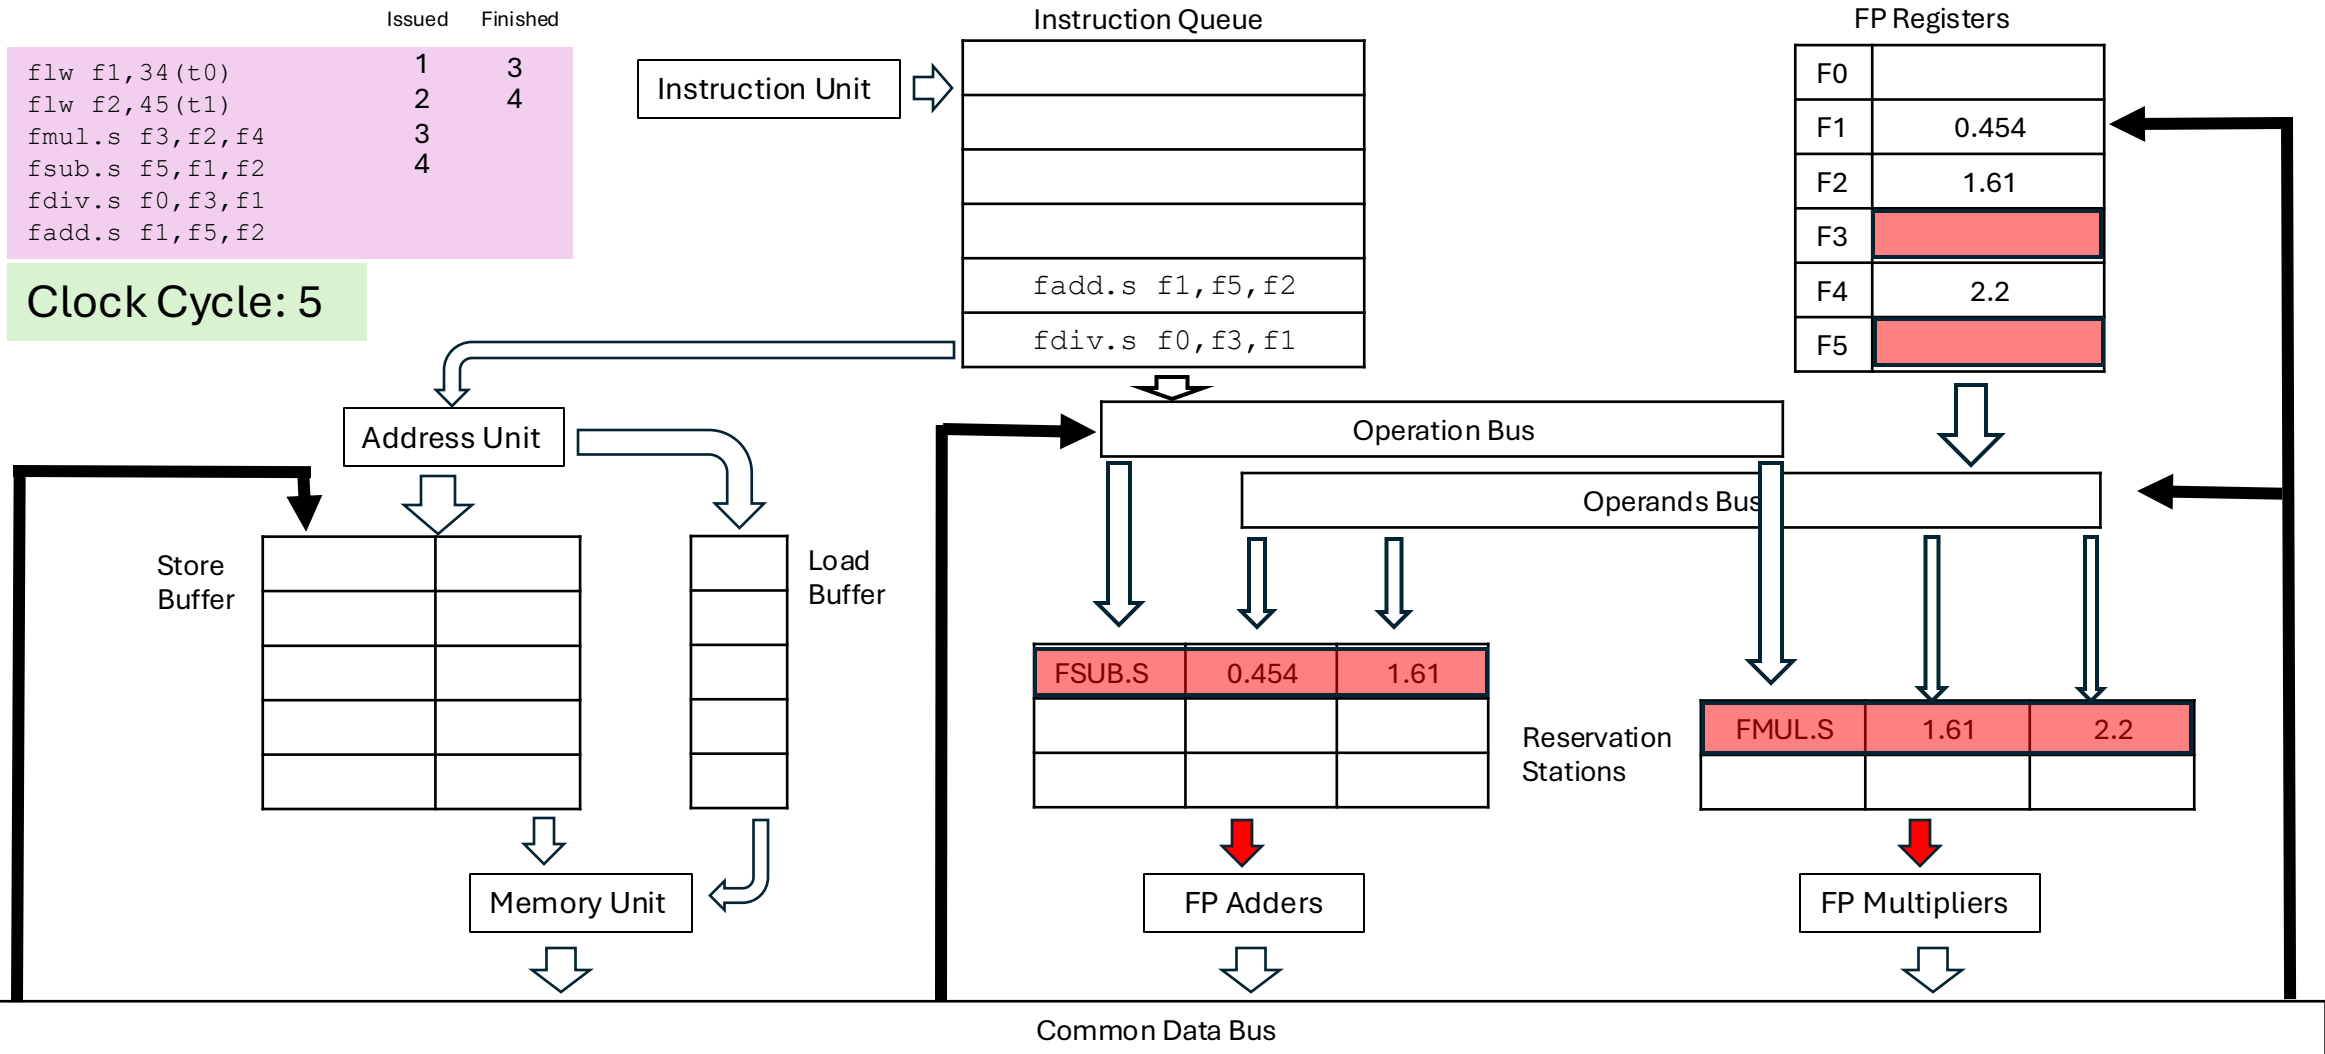 Issued Finished
flw f1,34(t0) 1 3
flw f2,45(t1) 2 4
fmul.s f3,f2,f4 3
fsub.s f5,f1,f2 4
fdiv.s f0,f3,f1
fadd.s f1,f5,f2
Clock Cycle: 5
Instruction Unit
Instruction Queue
fadd.s f1,f5,f2
fdiv.s f0,f3,f1
FP Registers
F0
F1 0.454
F2 1.61
F3
F4 2.2
F5
Address Unit
Operation Bus
Operands Bus
Store
Buffer
Load
Buffer
FSUB.S 0.454 1.61
Reservation
Stations
FMUL.S 1.61 2.2
Memory Unit
FP Adders
FP Multipliers
Common Data Bus